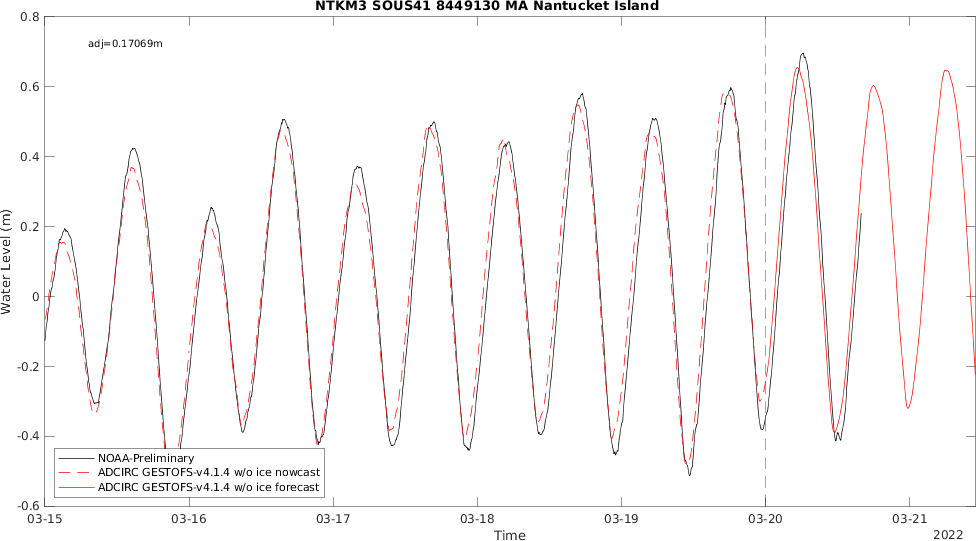 NTKM3 SOUS41 8449130 MA Nantucket Island
adj=0.17069m
Water Level (m)
0.8
0.6
0.4
0.2
0
-0.2
-0.4
-0.6
NOAA-Preliminary
ADCIRC GESTOFS-v4.1.4 w/o ice nowcast
ADCIRC GESTOFS-v4.1.4 w/o ice forecast
03-15 03-16 03-17 03-18 03-19 03-20 03-21
Time
2022